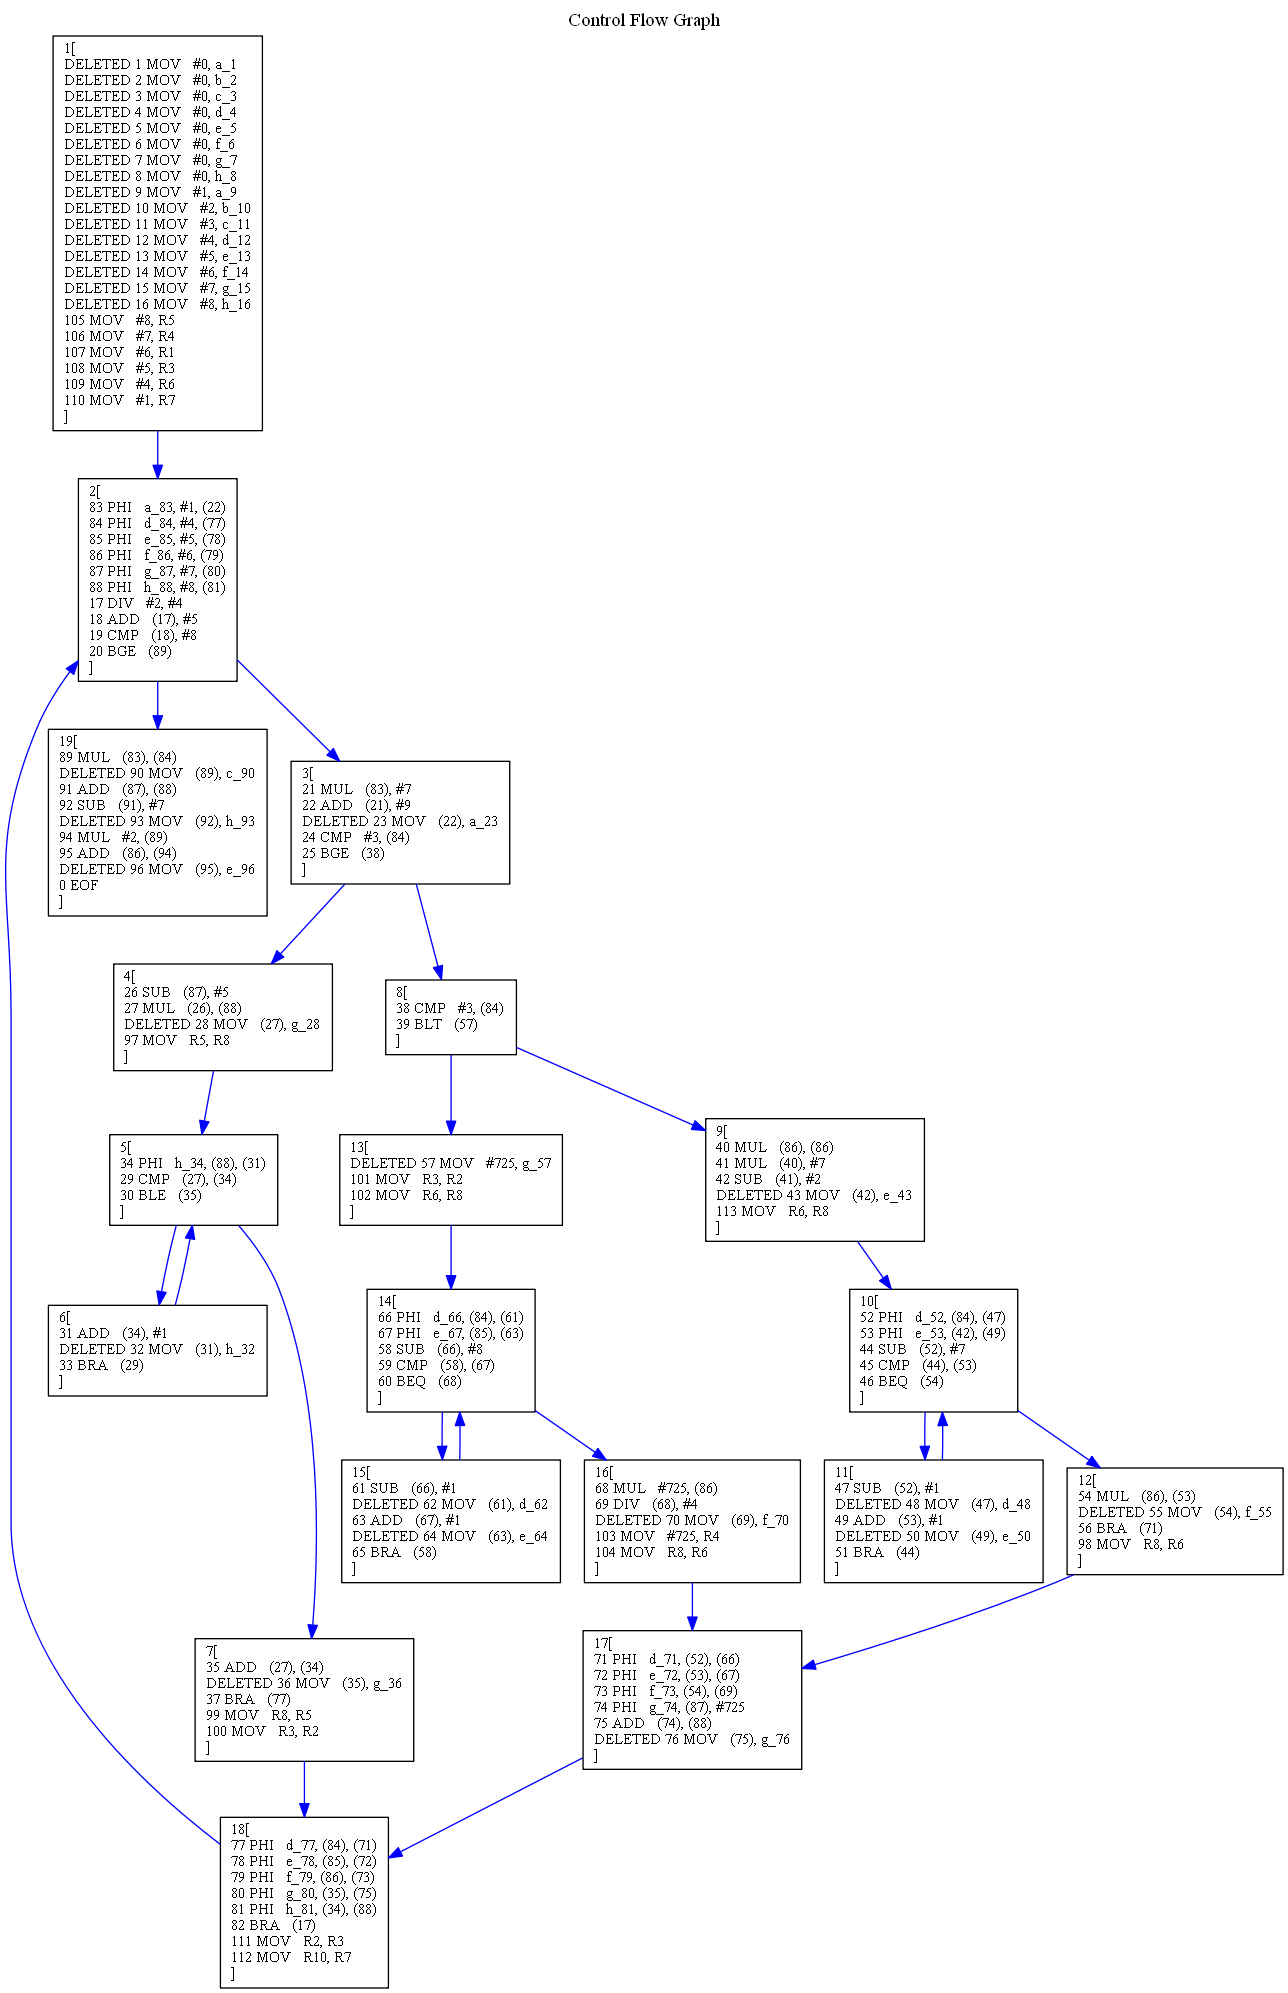 Control Flow Graph
1[
DELETED 1 MOV #0, a_1
DELETED 2 MOV #0, b_2
DELETED 3 MOV #0, c_3
DELETED 4 MOV #0, d_4
DELETED 5 MOV #0, e_5
DELETED 6 MOV #0, f_6
DELETED 7 MOV #0, g_7
DELETED 8 MOV #0, h_8
DELETED 9 MOV #1, a_9
DELETED 10 MOV #2, b_10
DELETED 11 MOV #3, c_11
DELETED 12 MOV #4, d_12
DELETED 13 MOV #5, e_13
DELETED 14 MOV #6, f_14
DELETED 15 MOV #7, g_15
DELETED 16 MOV #8, h_16
105 MOV #8, R5
106 MOV #7, R4
107 MOV #6, R1
108 MOV #5, R3
109 MOV #4, R6
110 MOV #1, R7
]
2[
83 PHI a_83, #1, (22)
84 PHI d_84, #4, (77)
85 PHI e_85, #5, (78)
86 PHI f_86, #6, (79)
87 PHI g_87, #7, (80)
88 PHI h_88, #8, (81)
17 DIV #2, #4
18 ADD (17), #5
19 CMP (18), #8
20 BGE (89)
]
19[
89 MUL (83), (84)
DELETED 90 MOV (89), c_90
91 ADD (87), (88)
92 SUB (91), #7
DELETED 93 MOV (92), h_93
94 MUL #2, (89)
95 ADD (86), (94)
DELETED 96 MOV (95), e_96
0 EOF
]
3[
21 MUL (83), #7
22 ADD (21), #9
DELETED 23 MOV (22), a_23
24 CMP #3, (84)
25 BGE (38)
]
4[
26 SUB (87), #5
27 MUL (26), (88)
DELETED 28 MOV (27), g_28
97 MOV R5, R8
]
8[
38 CMP #3, (84)
39 BLT (57)
]
5[
34 PHI h_34, (88), (31)
29 CMP (27), (34)
30 BLE (35)
]
13[
DELETED 57 MOV #725, g_57
101 MOV R3, R2
102 MOV R6, R8
]
9[
40 MUL (86), (86)
41 MUL (40), #7
42 SUB (41), #2
DELETED 43 MOV (42), e_43
113 MOV R6, R8
]
6[
31 ADD (34), #1
DELETED 32 MOV (31), h_32
33 BRA (29)
]
14[
66 PHI d_66, (84), (61)
67 PHI e_67, (85), (63)
58 SUB (66), #8
59 CMP (58), (67)
60 BEQ (68)
]
10[
52 PHI d_52, (84), (47)
53 PHI e_53, (42), (49)
44 SUB (52), #7
45 CMP (44), (53)
46 BEQ (54)
]
15[
61 SUB (66), #1
DELETED 62 MOV (61), d_62
63 ADD (67), #1
DELETED 64 MOV (63), e_64
65 BRA (58)
]
16[
68 MUL #725, (86)
69 DIV (68), #4
DELETED 70 MOV (69), f_70
103 MOV #725, R4
104 MOV R8, R6
]
11[
47 SUB (52), #1
DELETED 48 MOV (47), d_48
49 ADD (53), #1
DELETED 50 MOV (49), e_50
51 BRA (44)
]
12[
54 MUL (86), (53)
DELETED 55 MOV (54), f_55
56 BRA (71)
98 MOV R8, R6
]
7[
35 ADD (27), (34)
DELETED 36 MOV (35), g_36
37 BRA (77)
99 MOV R8, R5
100 MOV R3, R2
]
17[
71 PHI d_71, (52), (66)
72 PHI e_72, (53), (67)
73 PHI f_73, (54), (69)
74 PHI g_74, (87), #725
75 ADD (74), (88)
DELETED 76 MOV (75), g_76
]
18[
77 PHI d_77, (84), (71)
78 PHI e_78, (85), (72)
79 PHI f_79, (86), (73)
80 PHI g_80, (35), (75)
81 PHI h_81, (34), (88)
82 BRA (17)
111 MOV R2, R3
112 MOV R10, R7
]